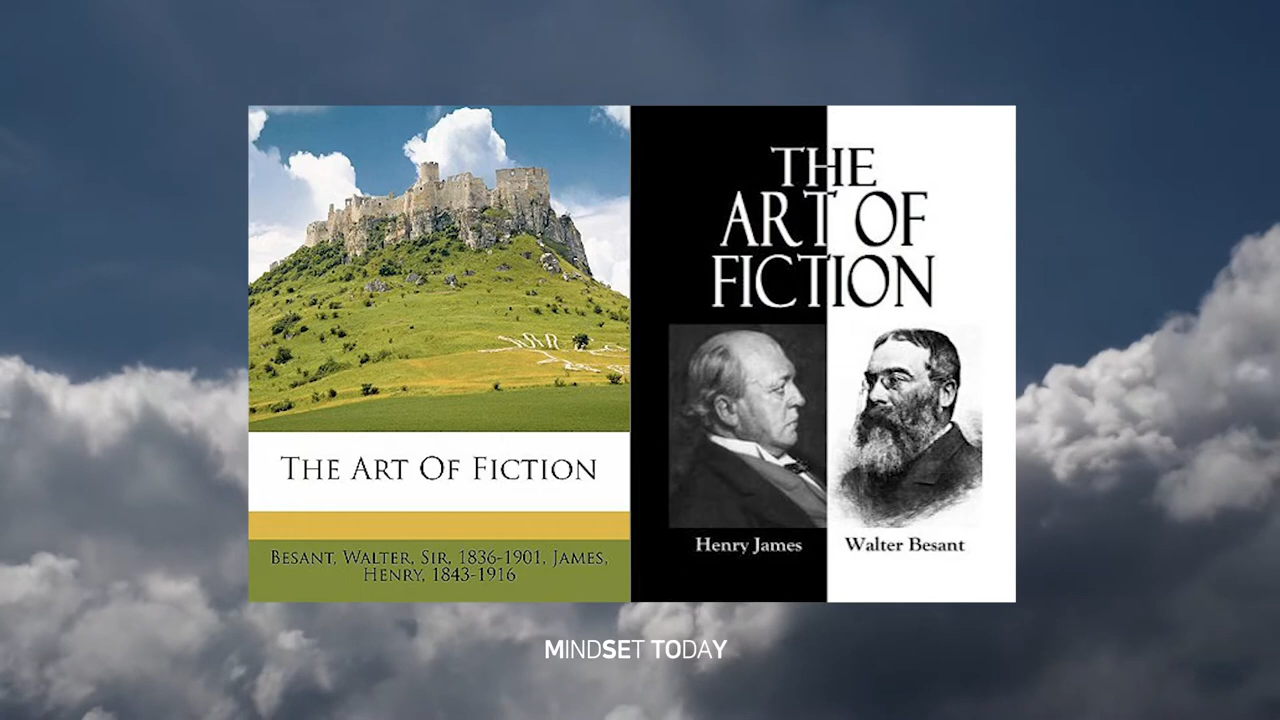 THE ART OF FICTION
BESANT, WALTER, SIR, 1836-1901, JAMES,
HENRY, 1843-1916
THE
ART OF
FICTION
Henry James
Walter Besant
MINDSET TODAY